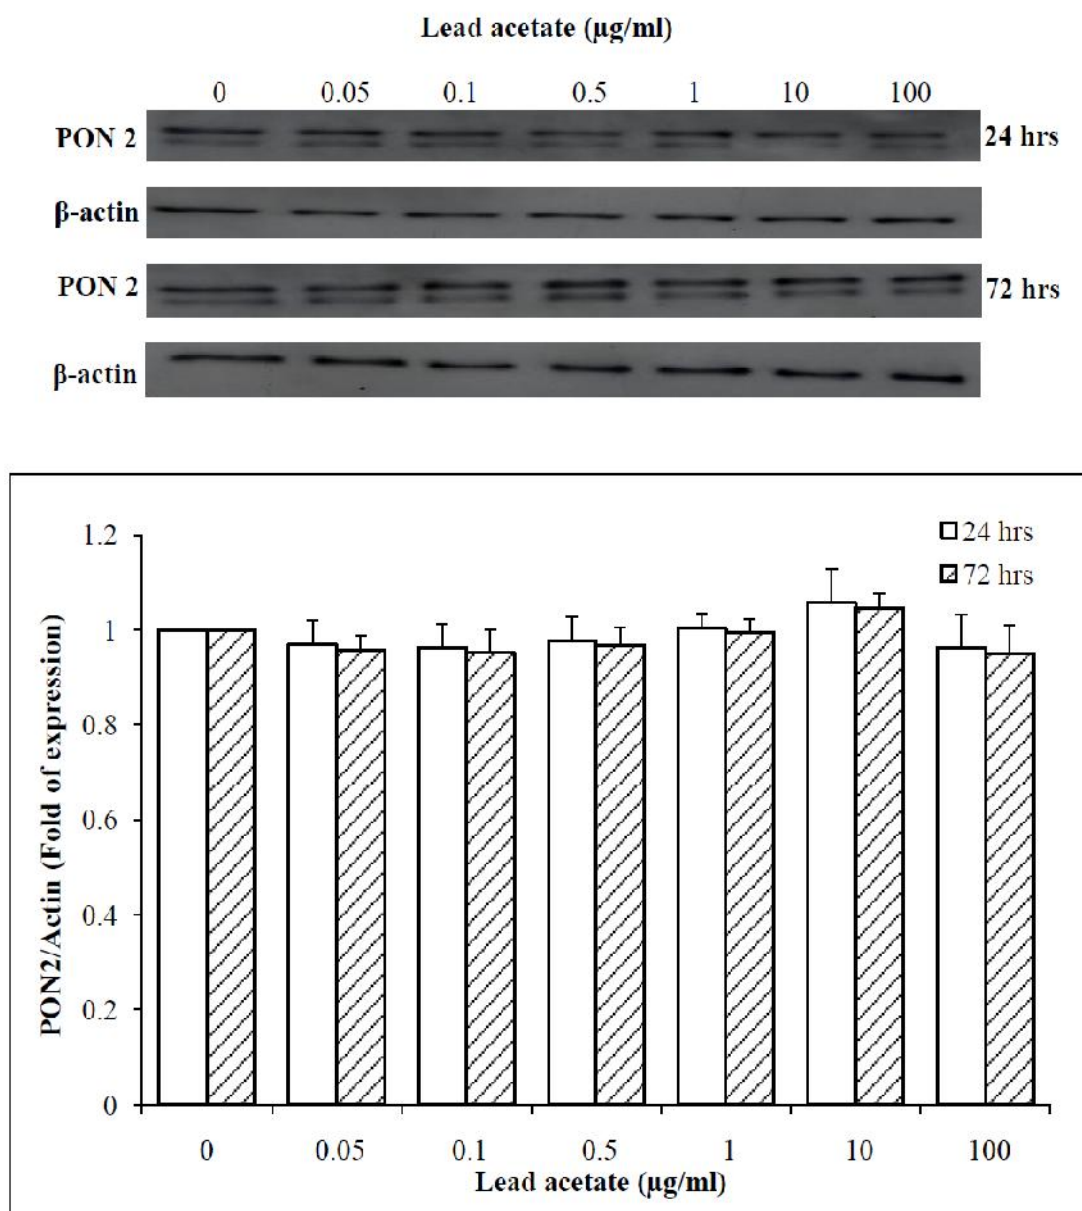 Lead acetate (µg/ml)
0 0.05 0.1 0.5 1 10 100
PON 2 24 hrs
β-actin
PON 2 72 hrs
β-actin
1.2
1
0.8
0.6
0.4
0.2
0
PON2/Actin (Fold of expression)
24 hrs
72 hrs
0 0.05 0.1 0.5 1 10 100
Lead acetate (µg/ml)